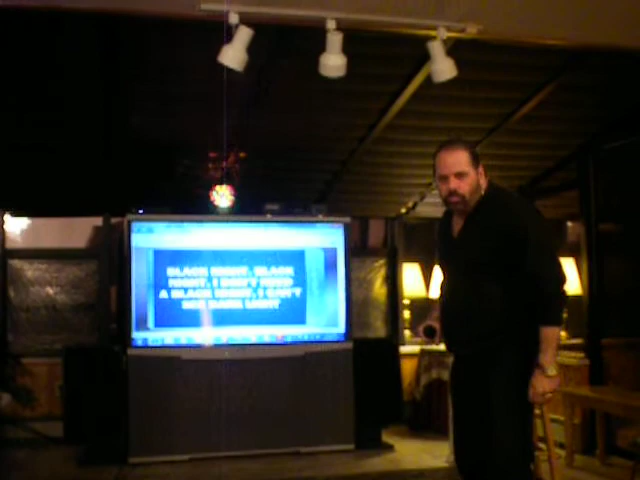 BLACK NIGHT, BLACK
NIGHT, I DON'T NEED
A BLACK NIGHT, I CAN'T
SEE DARK LIGHT